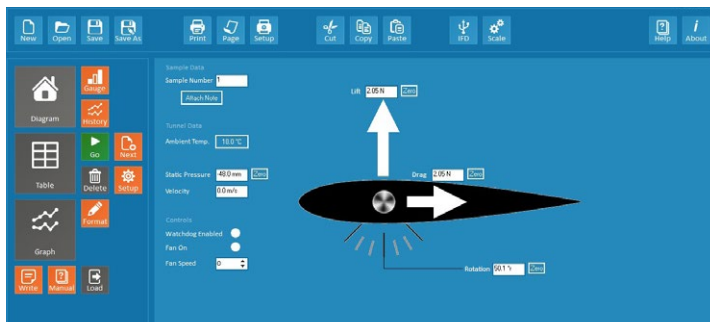 New Open Save Save As Print Page Setup Cut Copy Paste IFD Scale Help About
Diagram
Gauge
History
Table
Go
Next
Delete
Setup
Graph
Format
Write
Manual
Load
Sample Data
Sample Number 1
Attach Note
Tunnel Data
Ambient Temp. 18.0 °C
Static Pressure -48.0 mm Zero
Velocity 0.0 m/s
Controls
Watchdog Enabled
Fan On
Fan Speed 0
Lift 2.05 N Zero
Drag 2.05 N Zero
Rotation 50.1 Zero